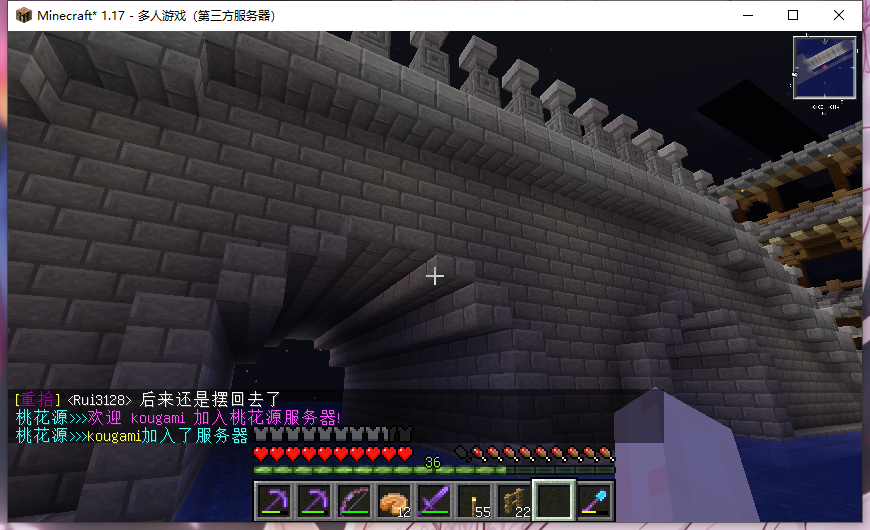 Minecraft* 1.17 - 多人游戏（第三方服务器）
[重拾] <Rui3128> 后来还是摆回去了
桃花源>>>欢迎 kougami 加入桃花源服务器!
桃花源>>>kougami加入了服务器
36
12
55
22